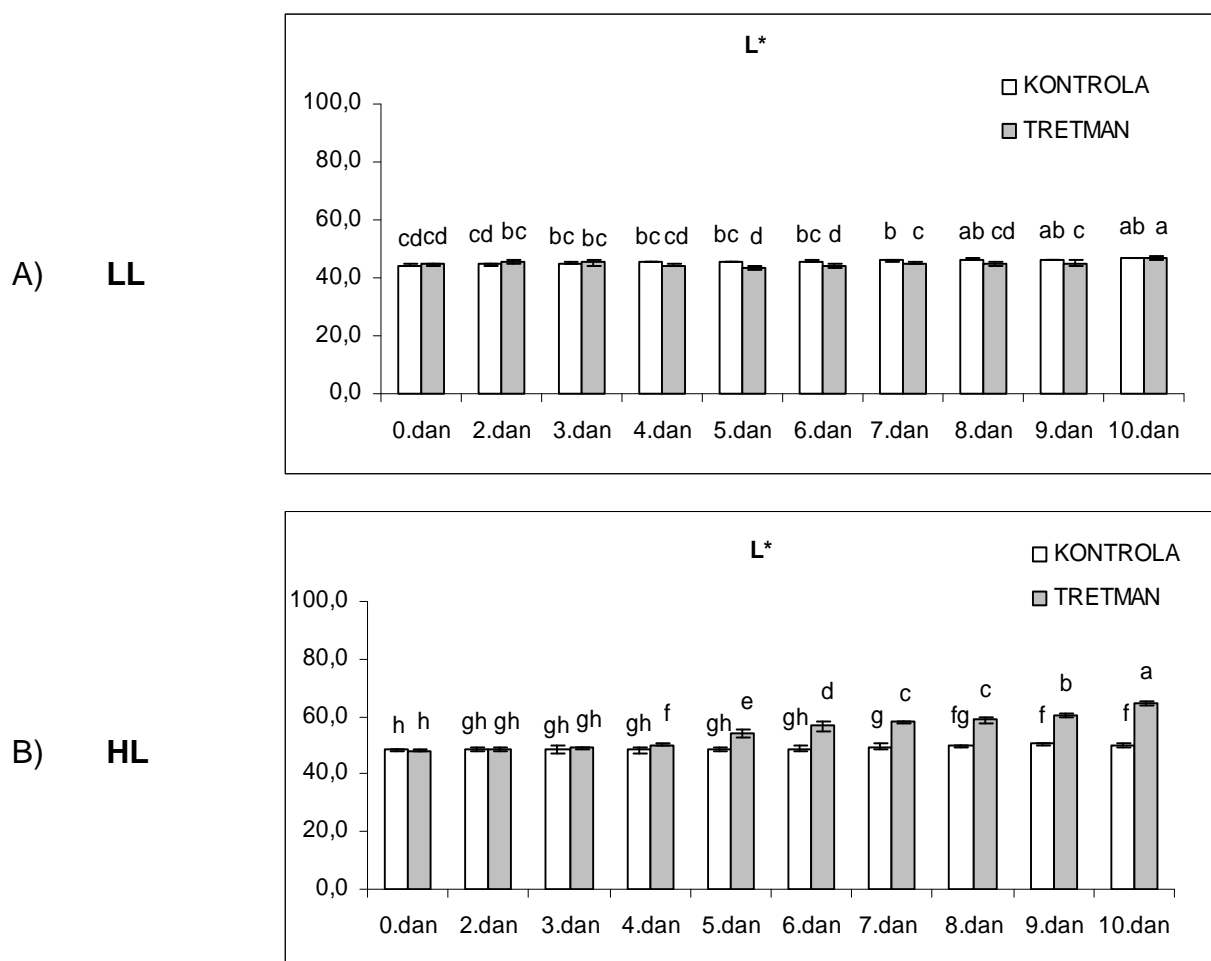 L*
KONTROLA
TRETMAN
100,0
80,0
60,0
40,0
20,0
0,0
cd cd cd bc bc bc bc cd bc d bc d b c ab cd ab c ab a
0.dan 2.dan 3.dan 4.dan 5.dan 6.dan 7.dan 8.dan 9.dan 10.dan
A) LL
L*
KONTROLA
TRETMAN
100,0
80,0
60,0
40,0
20,0
0,0
h h gh gh gh gh gh f gh e gh d g c fg c f b f a
0.dan 2.dan 3.dan 4.dan 5.dan 6.dan 7.dan 8.dan 9.dan 10.dan
B) HL